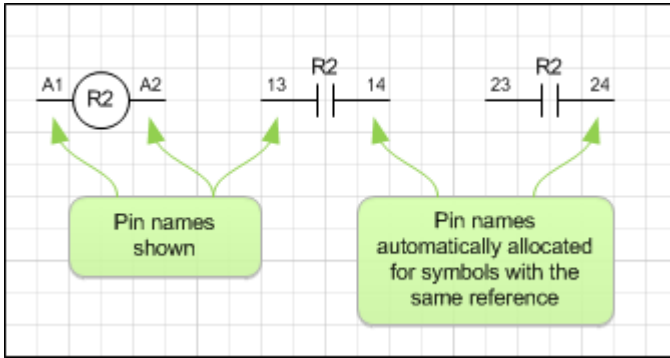 R2 R2
A1 R2 A2 13 14 23 24
Pin names
shown
Pin names
automatically allocated
for symbols with the
same reference